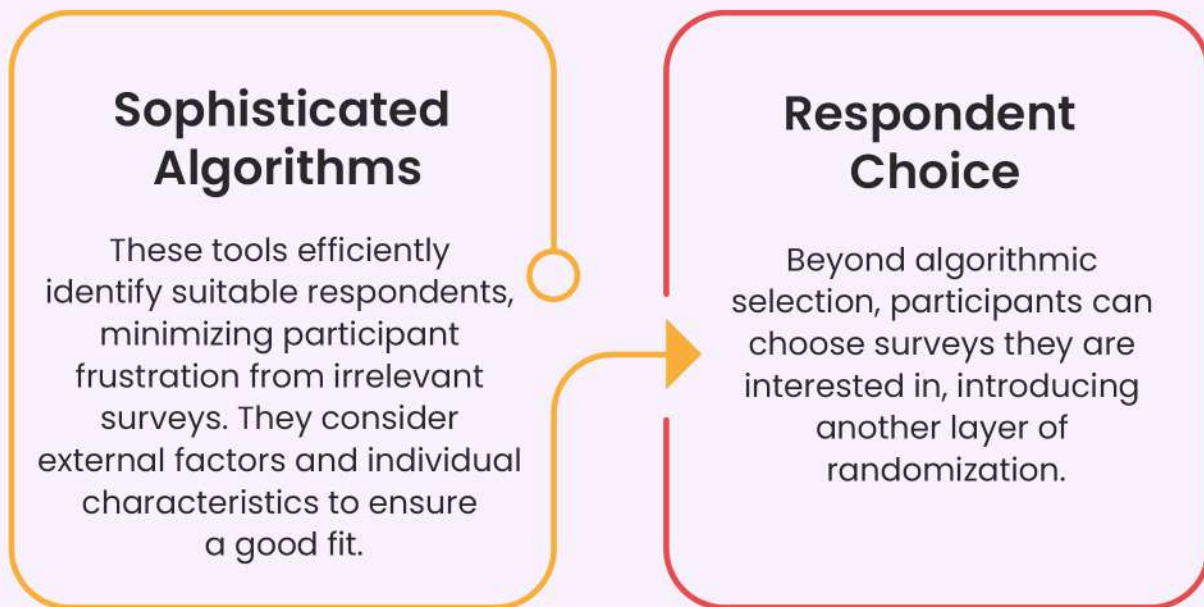 Sophisticated
Algorithms
These tools efficiently
identify suitable respondents,
minimizing participant
frustration from irrelevant
surveys. They consider
external factors and individual
characteristics to ensure
a good fit.
Respondent
Choice
Beyond algorithmic
selection, participants can
choose surveys they are
interested in, introducing
another layer of
randomization.